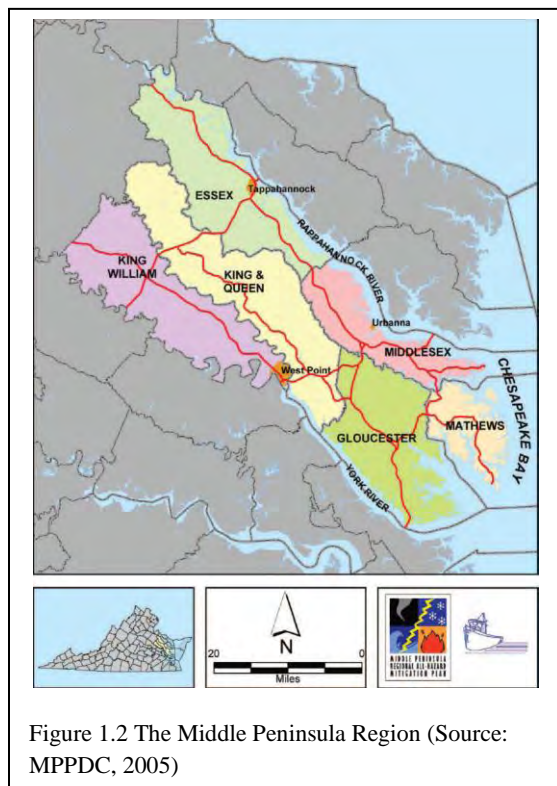 ESSEX
Tappahannock
RAPPAHANNOCK RIVER
KING
WILLIAM
KING &
QUEEN
Urbanna
MIDDLESEX
West Point
CHESAPEAKE BAY
MATHEWS
GLOUCESTER
YORK RIVER
N
20
0
Miles
MIDDLE PENINSULA
REGIONAL ALL-HAZARD
MITIGATION PLAN
Figure 1.2 The Middle Peninsula Region (Source:
MPPDC, 2005)